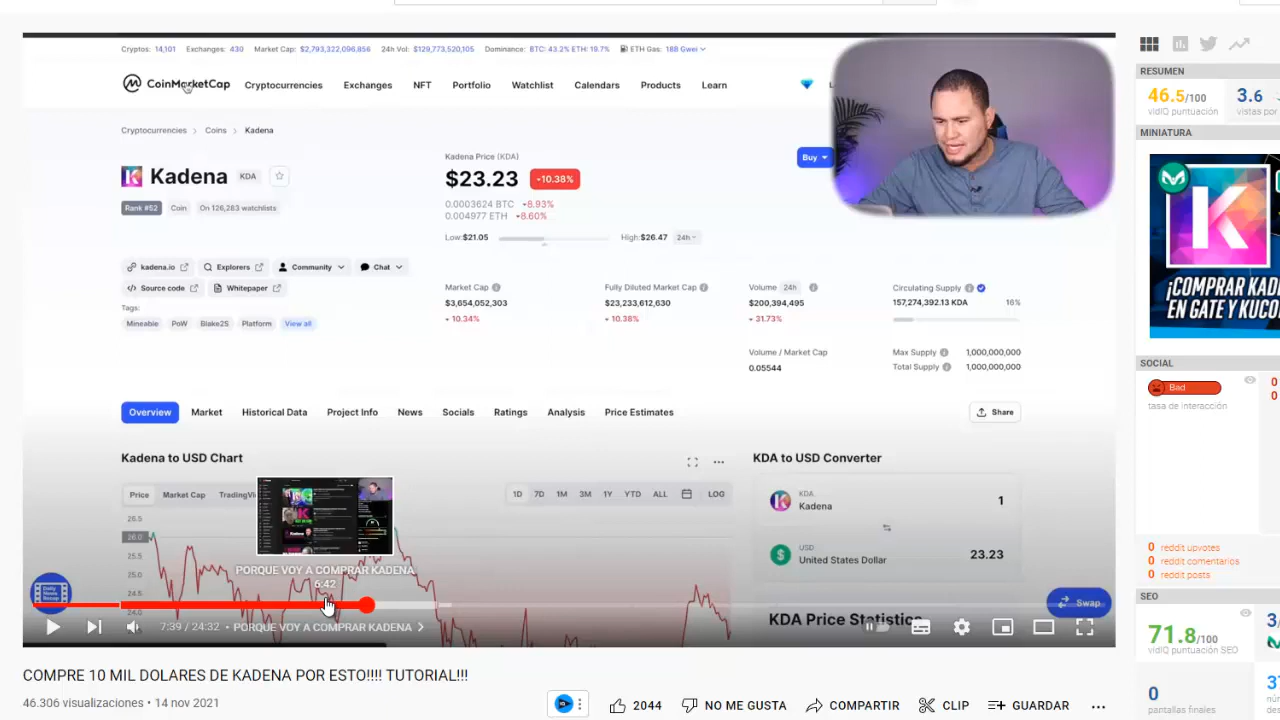 Cryptos: 14,101 Exchanges: 430 Market Cap: $2,793,322,096,856 24h Vol: $129,773,520,105 Dominance: BTC: 43.2% ETH: 19.7% ETH Gas: 188 Gwei
CoinMarketCap Cryptocurrencies Exchanges NFT Portfolio Watchlist Calendars Products Learn
Cryptocurrencies > Coins > Kadena
Kadena KDA
Rank #52 Coin On 126,283 watchlists
Kadena Price (KDA)
$23.23 -10.38%
0.0003624 BTC 8.93%
0.004977 ETH 8.60%
Low: $21.05 High: $26.47 24h
Buy
kadena.io Explorers Community Chat
Source code Whitepaper
Tags:
Mineable PoW Blake2S Platform View all
Market Cap
$3,654,052,303
10.34%
Fully Diluted Market Cap
$23,233,612,630
10.38%
Volume 24h
$200,394,495
31.73%
Circulating Supply
157,274,392.13 KDA 16%
Volume / Market Cap
0.05544
Max Supply 1,000,000,000
Total Supply 1,000,000,000
Overview Market Historical Data Project Info News Socials Ratings Analysis Price Estimates Share
Kadena to USD Chart
Price Market Cap 1D 7D 1M 3M 1Y YTD ALL LOG
26.5
26.0
25.5
25.0
24.5
24.0
KDA to USD Converter
KDA
Kadena 1
USD
United States Dollar 23.23
Swap
KDA Price Statistics
PORQUE VOY A COMPRAR KADENA
6:42
7:39 / 24:32 • PORQUE VOY A COMPRAR KADENA >
COMPRE 10 MIL DOLARES DE KADENA POR ESTO!!!! TUTORIAL!!!
46.306 visualizaciones • 14 nov 2021
2044 NO ME GUSTA COMPARTIR CLIP GUARDAR
RESUMEN
46.5/100 3.6
vidIQ puntuación vistas por
MINIATURA
K
¡COMPRAR
EN GATE Y
SOCIAL
Bad
tasa de interacción
0
0
0 reddit upvotes
0 reddit comentarios
0 reddit posts
SEO
71.8/100
vidIQ puntuación SEO
0
pantallas finales